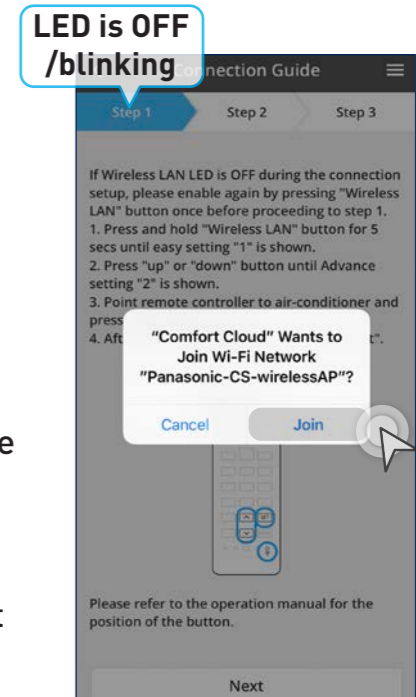 LED is OFF
/blinking
nection Guide
Step 1
Step 2
Step 3
If Wireless LAN LED is OFF during the connection
setup, please enable again by pressing "Wireless
LAN" button once before proceeding to step 1.
1. Press and hold "Wireless LAN" button for 5
secs until easy setting "1" is shown.
2. Press "up" or "down" button until Advance
setting "2" is shown.
3. Point remote controller to air-conditioner and
press
4. Aft
"Comfort Cloud" Wants to
Join Wi-Fi Network
"Panasonic-CS-wirelessAP"?
Cancel
Join
Please refer to the operation manual for the
position of the button.
Next